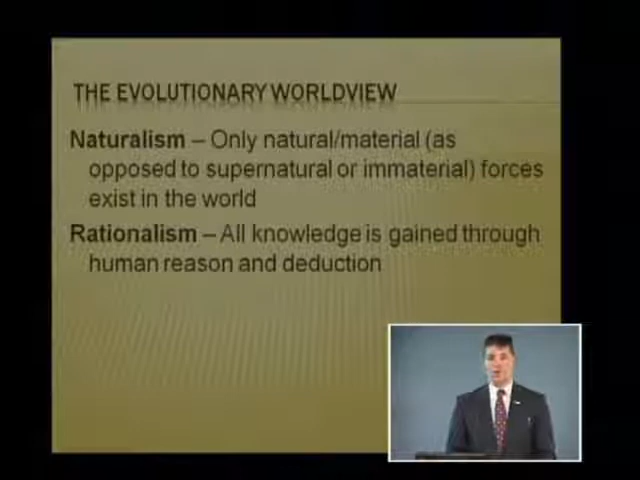 THE EVOLUTIONARY WORLDVIEW
Naturalism – Only natural/material (as
opposed to supernatural or immaterial) forces
exist in the world
Rationalism – All knowledge is gained through
human reason and deduction